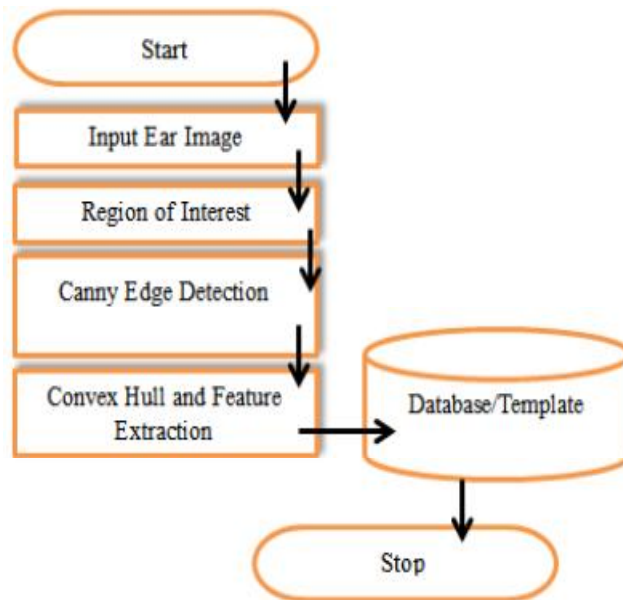 Start
Input Ear Image
Region of Interest
Canny Edge Detection
Convex Hull and Feature
Extraction
Database/Template
Stop